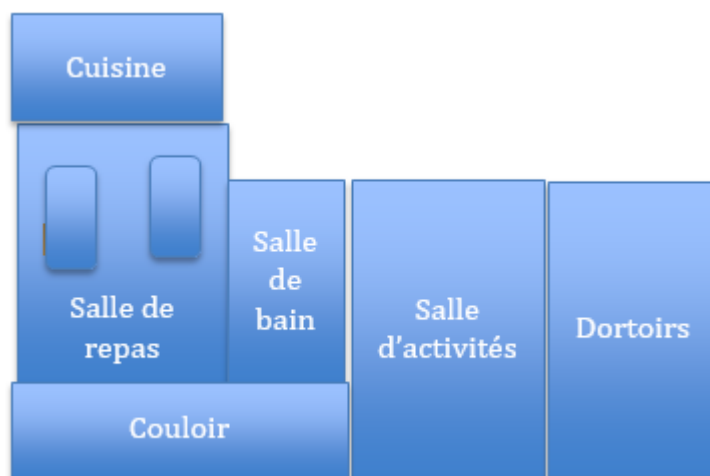 Cuisine
Salle de
repas
Salle
de
bain
Salle
d'activités
Dortoirs
Couloir